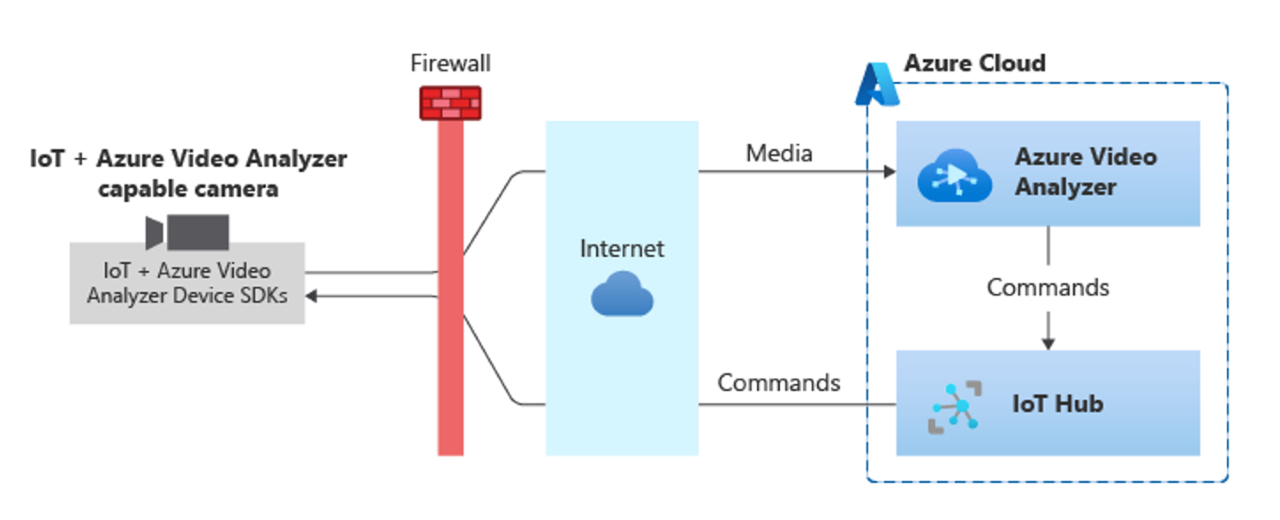 Firewall
Azure Cloud
IoT + Azure Video Analyzer
capable camera
IoT + Azure Video
Analyzer Device SDKs
Internet
Media
Azure Video
Analyzer
Commands
Commands
IoT Hub